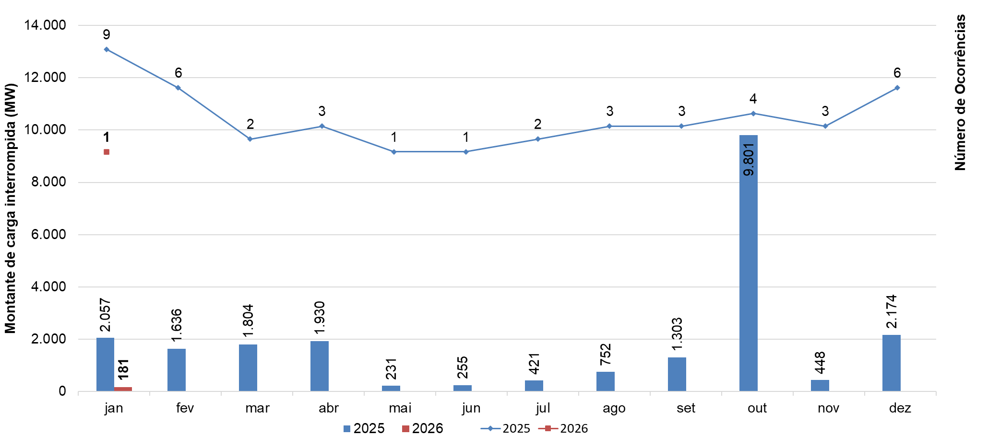 Montante de carga interrompida (MW)
14.000
12.000
10.000
8.000
6.000
4.000
2.000
0
9
6
2
3
1
1
2
3
3
4
3
6
1
2.057
1.636
1.804
1.930
231
255
421
752
1.303
9.801
448
2.174
181
jan
fev
mar
abr
mai
jun
jul
ago
set
out
nov
dez
2025
2026
2025
2026
Número de Ocorrências